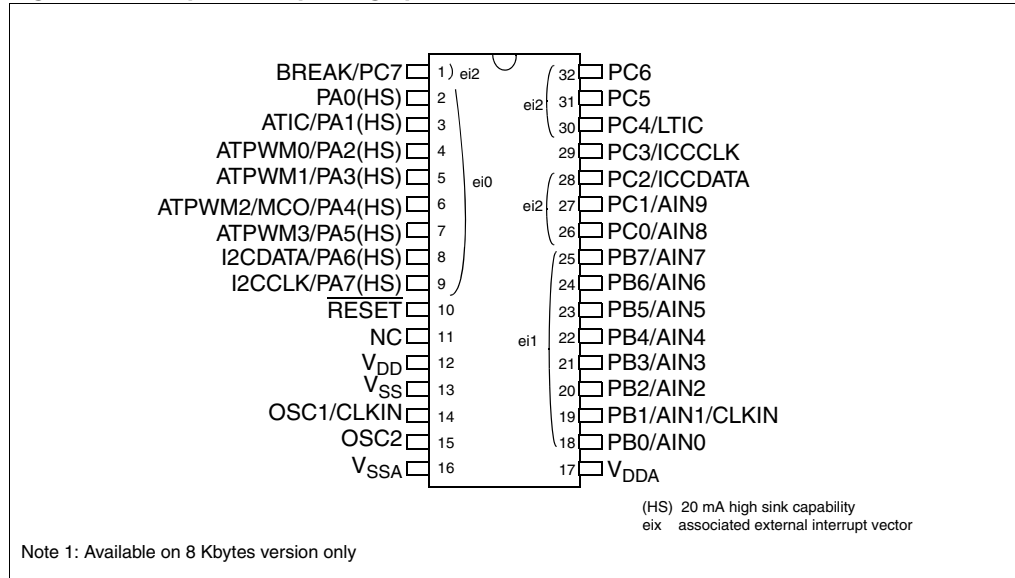 BREAK/PC7 1 ) ei2 32 PC6
PA0(HS) 2 ei2 31 PC5
ATIC/PA1(HS) 3 30 PC4/LTIC
ATPWM0/PA2(HS) 4 29 PC3/ICCCLK
ATPWM1/PA3(HS) 5 ei0 28 PC2/ICCDATA
ATPWM2/MCO/PA4(HS) 6 ei2 27 PC1/AIN9
ATPWM3/PA5(HS) 7 26 PC0/AIN8
I2CDATA/PA6(HS) 8 25 PB7/AIN7
I2CCLK/PA7(HS) 9 24 PB6/AIN6
RESET 10 23 PB5/AIN5
NC 11 ei1 22 PB4/AIN4
VDD 12 21 PB3/AIN3
VSS 13 20 PB2/AIN2
OSC1/CLKIN 14 19 PB1/AIN1/CLKIN
OSC2 15 18 PB0/AIN0
VSSA 16 17 VDDA
(HS) 20 mA high sink capability
eix associated external interrupt vector
Note 1: Available on 8 Kbytes version only